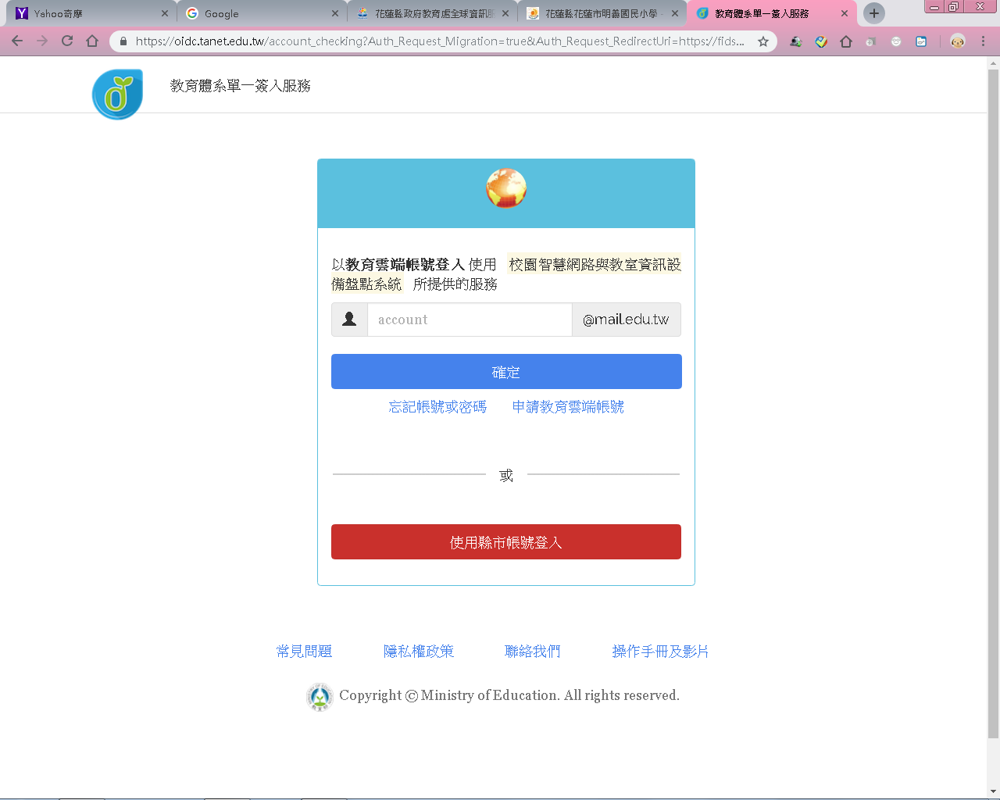 Yahoo奇摩
Google
花蓮縣政府教育處全球資訊服
花蓮縣花蓮市明義國民小學 -
教育體系單一簽入服務
https://oidc.tanet.edu.tw/account_checking?Auth_Request_Migration=true&Auth_Request_RedirectUri=https://fids...
教育體系單一簽入服務
以教育雲端帳號登入 使用 校園智慧網路與教室資訊設
備盤點系統 所提供的服務
account
@mail.edu.tw
確定
忘記帳號或密碼 申請教育雲端帳號
或
使用縣市帳號登入
常見問題 隱私權政策 聯絡我們 操作手冊及影片
Copyright © Ministry of Education. All rights reserved.